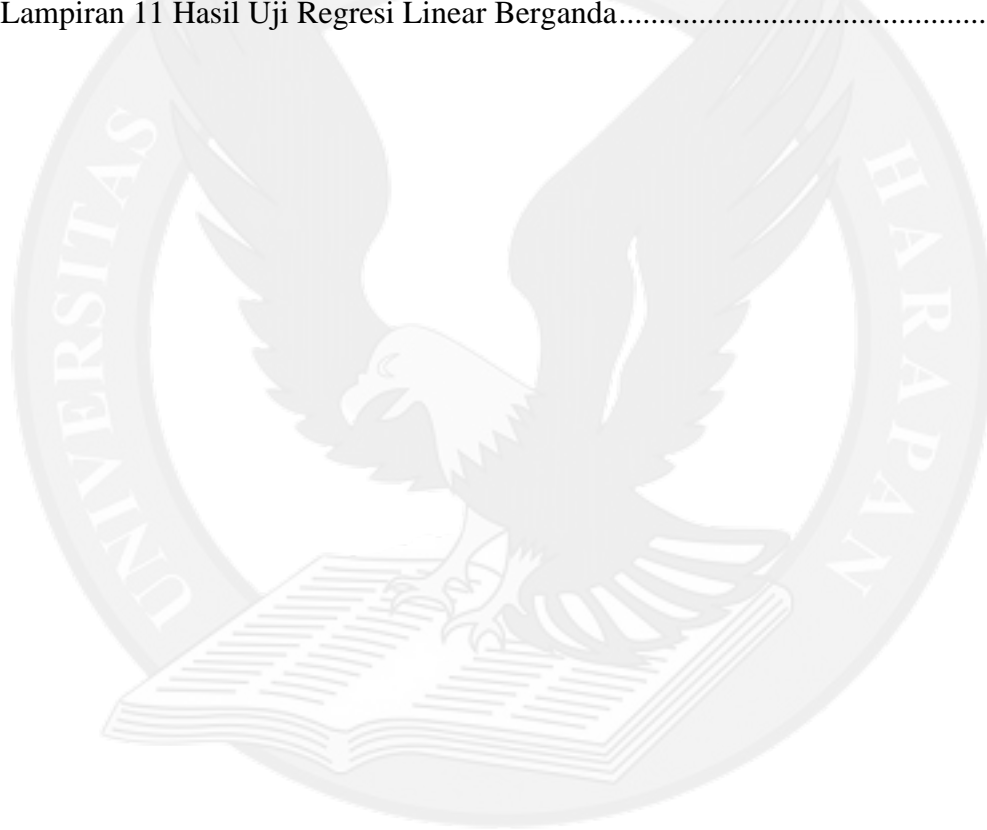 Lampiran 11 Hasil Uji Regresi Linear Berganda.........................................
UNIVERSITAS
HARAPAN